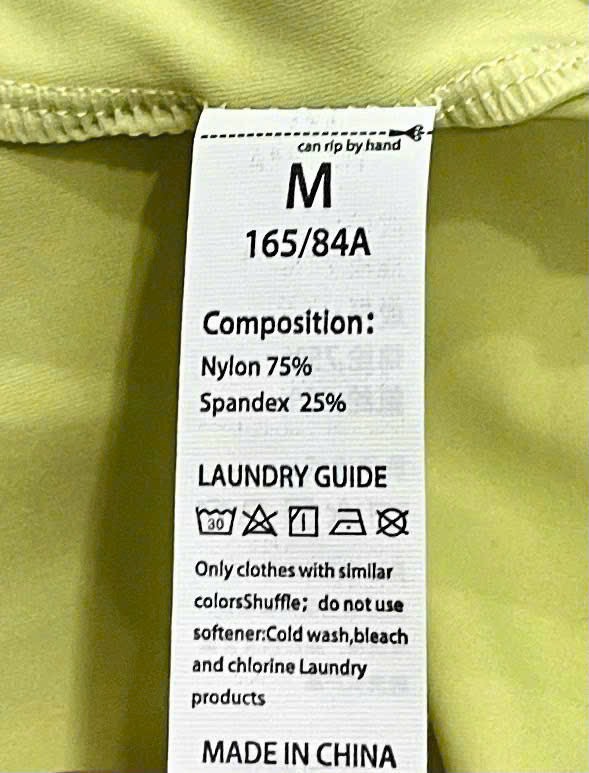 can rip by hand
M
165/84A
Composition:
Nylon 75%
Spandex 25%
LAUNDRY GUIDE
30
Only clothes with similar
colorsShuffle; do not use
softener:Cold wash,bleach
and chlorine Laundry
products
MADE IN CHINA